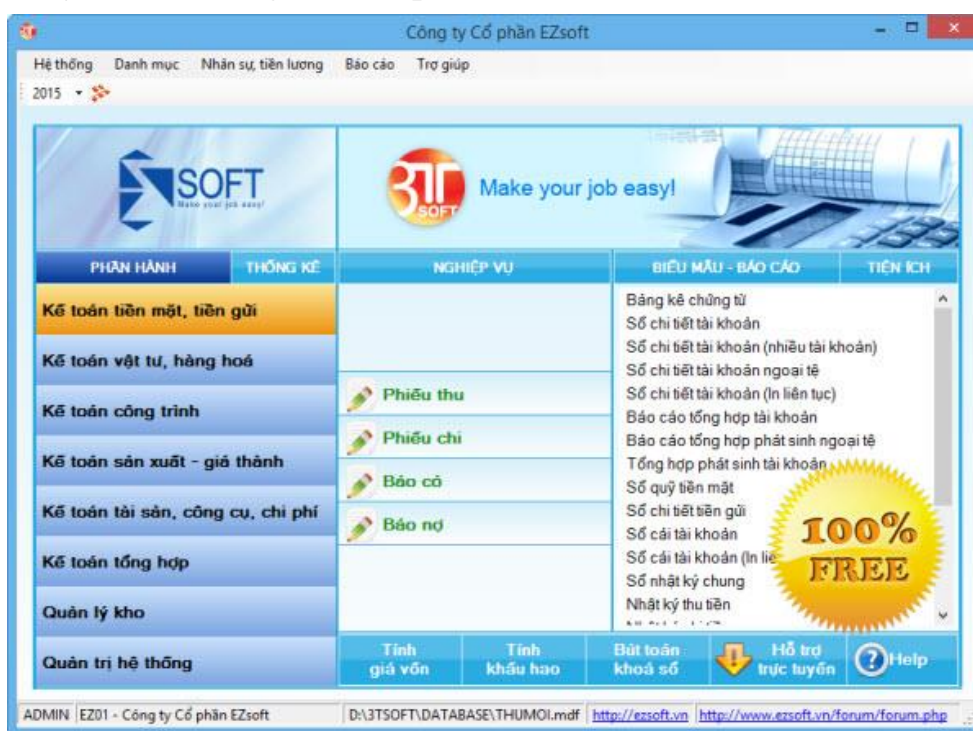 Công ty Cổ phần EZsoft
Hệ thống Danh mục Nhân sự, tiền lương Báo cáo Trợ giúp
2015
SOFT
Make your job easy!
3T
SOFT
Make your job easy!
PHÂN HÀNH THỐNG KÊ NGHIỆP VỤ BIỂU MẪU - BÁO CÁO TIỆN ÍCH
Kế toán tiền mặt, tiền gửi
Kế toán vật tư, hàng hoá
Kế toán công trình
Kế toán sản xuất - giá thành
Kế toán tài sản, công cụ, chi phí
Kế toán tổng hợp
Quản lý kho
Quản trị hệ thống
Phiếu thu
Phiếu chi
Báo có
Báo nợ
Bảng kê chứng từ
Sổ chi tiết tài khoản
Sổ chi tiết tài khoản (nhiều tài khoản)
Sổ chi tiết tài khoản ngoại tệ
Sổ chi tiết tài khoản (In liên tục)
Báo cáo tổng hợp tài khoản
Báo cáo tổng hợp phát sinh ngoại tệ
Tổng hợp phát sinh tài khoản
Sổ quỹ tiền mặt
Sổ chi tiết tiền gửi
Sổ cái tài khoản
Sổ cái tài khoản (In
Sổ nhật ký chung
Nhật ký thu tiền
100%
FREE
Tính giá vốn
Tính khấu hao
Bút toán khoá sổ
Hỗ trợ trực tuyến
Help
ADMIN EZ01 - Công ty Cổ phần EZsoft D:\3TSOFT\DATABASE\THUMOI.mdf http://ezsoft.vn http://www.ezsoft.vn/forum/forum.php